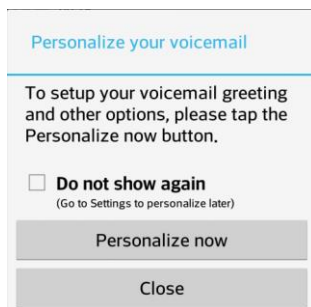 Personalize your voicemail
To setup your voicemail greeting
and other options, please tap the
Personalize now button.
Do not show again
(Go to Settings to personalize later)
Personalize now
Close